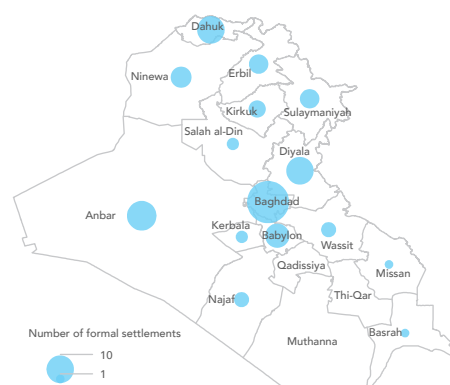 Dahuk
Ninewa
Erbil
Kirkuk
Sulaymaniyah
Salah al-Din
Diyala
Baghdad
Anbar
Kerbala
Babylon
Wassit
Qadissiya
Missan
Najaf
Thi-Qar
Basrah
Muthanna
Number of formal settlements
10
1